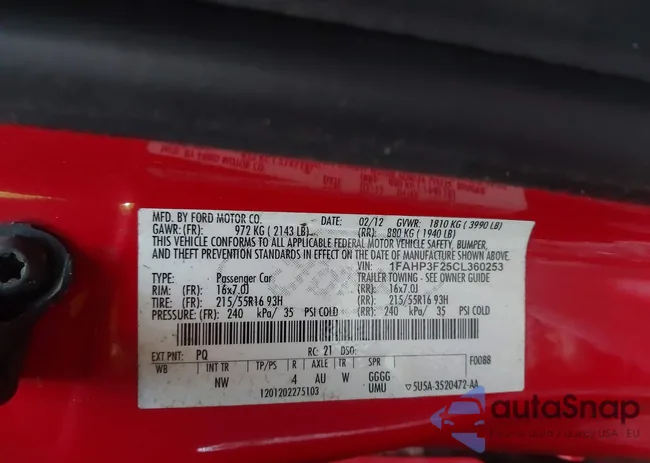 MFD. BY FORD MOTOR CO. DATE: 02/12 GVWR: 1810 KG ( 3990 LB)
GAWR: (FR): 972 KG ( 2143 LB) (RR): 880 KG ( 1940 LB)
THIS VEHICLE CONFORMS TO ALL APPLICABLE FEDERAL MOTOR VEHICLE SAFETY, BUMPER,
AND THEFT PREVENTION STANDARDS IN EFFECT ON THE DATE OF MANUFACTURE SHOWN ABOVE.
VIN: 1FAHP3F25CL360253
TYPE: Passenger Car TRAILER TOWING - SEE OWNER GUIDE
RIM: (FR): 16x7.0J (RR): 16x7.0J
TIRE: (FR): 215/55R16 93H (RR): 215/55R16 93H
PRESSURE: (FR): 240 kPa/ 35 PSI COLD (RR): 240 kPa/ 35 PSI COLD
EXT PNT: PQ RC: 21 DSO: F0088
WB INT TR TP/PS R AXLE TR SPR
NW 4 AU W GGGG
UMU
1201202275103 5U5A-3520472-AA
autoSnap
USA - EU